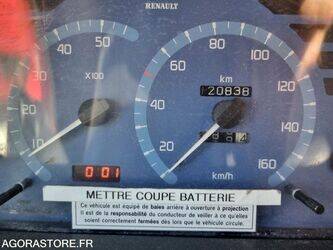 RENAULT
10
20
30
40
50
X100
001
20
40
60
80
100
120
140
160
km
20838
km/h
METTRE COUPE BATTERIE
Ce véhicule est équipé de baies arrière à ouverture à projection
Il est de la responsabilité du conducteur de veiller à ce qu'elles
soient correctement fermées dès lors que le véhicule circule.
AGORASTORE.FR